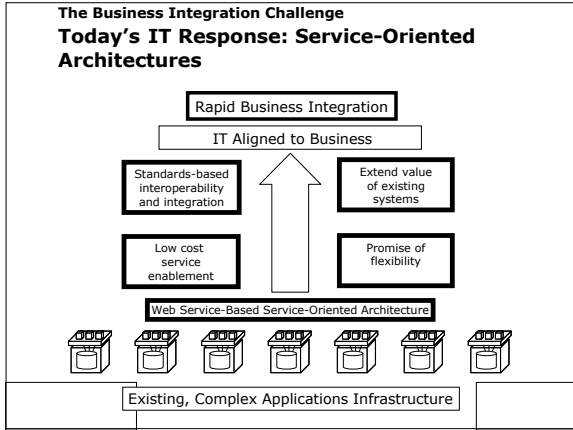 The Business Integration Challenge
Today's IT Response: Service-Oriented
Architectures
Rapid Business Integration
IT Aligned to Business
Standards-based
interoperability
and integration
Extend value
of existing
systems
Low cost
service
enablement
Promise of
flexibility
Web Service-Based Service-Oriented Architecture
Existing, Complex Applications Infrastructure